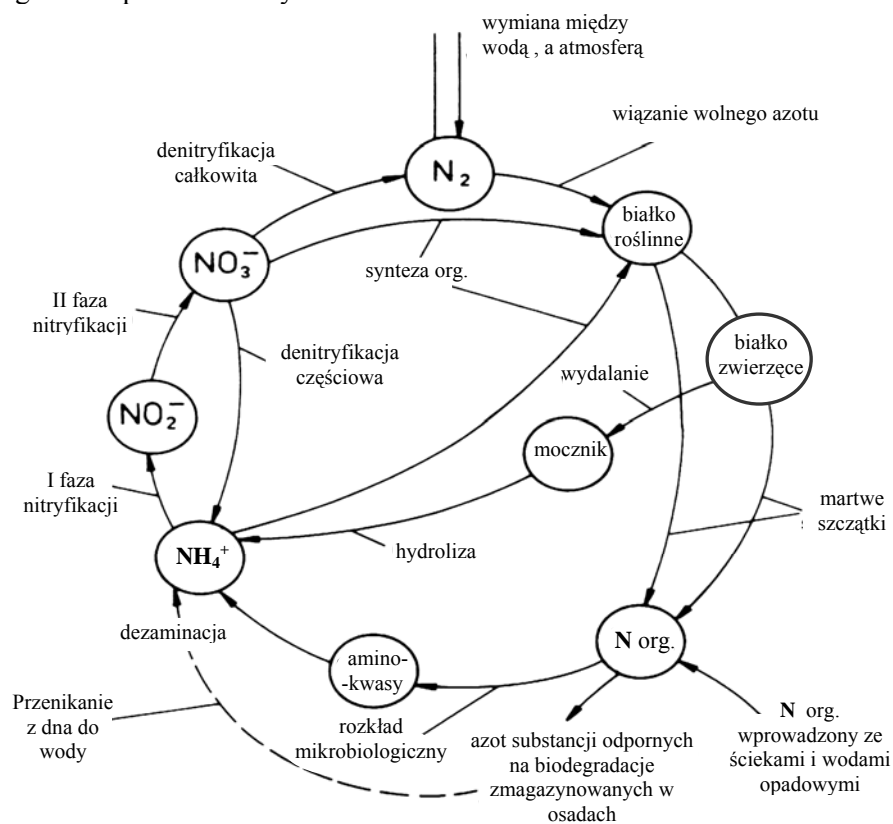 wymiana między
wodą , a atmosferą
wiązanie wolnego azotu
denitryfikacja
całkowita
N₂
białko
roślinne
NO₃⁻
synteza org.
II faza
nitryfikacji
denitryfikacja
częściowa
białko
zwierzęce
wydalanie
NO₂⁻
mocznik
I faza
nitryfikacji
martwe
szczątki
hydroliza
NH₄⁺
dezaminacja
N org.
amino-
-kwasy
Przenikanie
z dna do
wody
rozkład
mikrobiologiczny
azot substancji odpornych
na biodegradacje
zmagazynowanych w
osadach
N org.
wprowadzony ze
ściekami i wodami
opadowymi